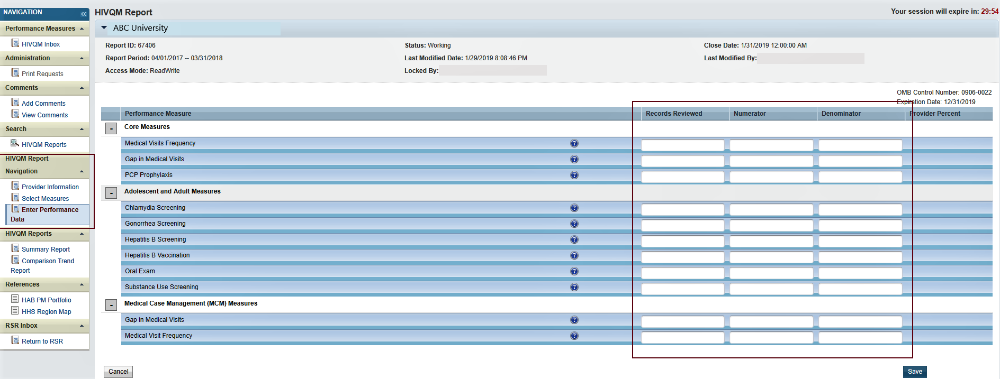 NAVIGATION «
Performance Measures
HIVQM Inbox
Administration
Print Requests
Comments
Add Comments
View Comments
Search
HIVQM Reports
HIVQM Report
Navigation
Provider Information
Select Measures
Enter Performance
Data
HIVQM Reports
Summary Report
Comparison Trend
Report
References
HAB PM Portfolio
HHS Region Map
RSR Inbox
Return to RSR
HIVQM Report
Your session will expire in: 29:54
ABC University
Report ID: 67406 Status: Working Close Date: 1/31/2019 12:00:00 AM
Report Period: 04/01/2017 -- 03/31/2018 Last Modified Date: 1/29/2019 8:08:46 PM Last Modified By:
Access Mode: ReadWrite Locked By:
OMB Control Number: 0906-0022
Expiration Date: 12/31/2019
Performance Measure Records Reviewed Numerator Denominator Provider Percent
- Core Measures
Medical Visits Frequency ?
Gap in Medical Visits ?
PCP Prophylaxis ?
- Adolescent and Adult Measures
Chlamydia Screening ?
Gonorrhea Screening ?
Hepatitis B Screening ?
Hepatitis B Vaccination ?
Oral Exam ?
Substance Use Screening ?
- Medical Case Management (MCM) Measures
Gap in Medical Visits ?
Medical Visit Frequency ?
Cancel Save